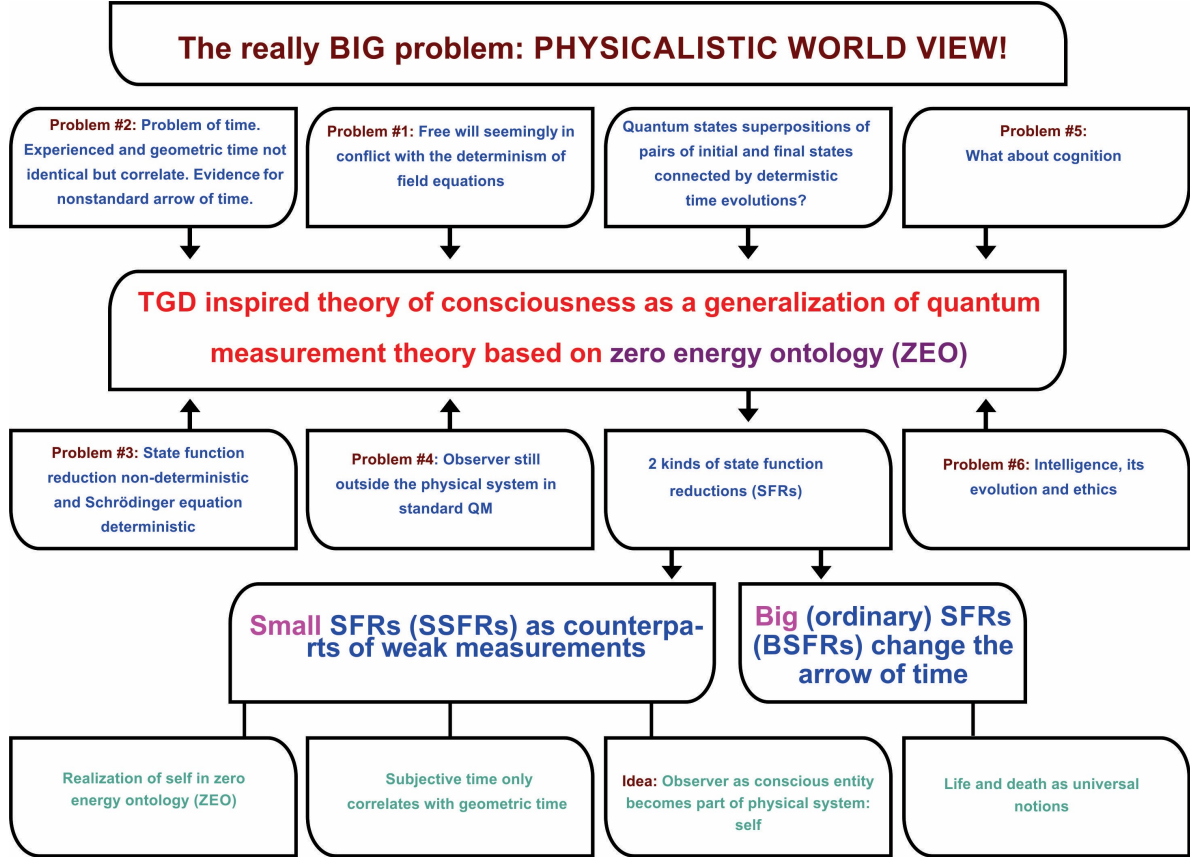 The really BIG problem: PHYSICALISTIC WORLD VIEW!
Problem #2: Problem of time.
Experienced and geometric time not
identical but correlate. Evidence for
nonstandard arrow of time.
Problem #1: Free will seemingly in
conflict with the determinism of
field equations
Quantum states superpositions of
pairs of initial and final states
connected by determistic
time evolutions?
Problem #5:
What about cognition
TGD inspired theory of consciousness as a generalization of quantum
measurement theory based on zero energy ontology (ZEO)
Problem #3: State function
reduction non-deterministic
and Schrödinger equation
deterministic
Problem #4: Observer still
outside the physical system in
standard QM
2 kinds of state function
reductions (SFRs)
Problem #6: Intelligence, its
evolution and ethics
Small SFRs (SSFRs) as counterpa-
rts of weak measurements
Big (ordinary) SFRs
(BSFRs) change the
arrow of time
Realization of self in zero
energy ontology (ZEO)
Subjective time only
correlates with geometric time
Idea: Observer as conscious entity
becomes part of physical system:
self
Life and death as universal
notions